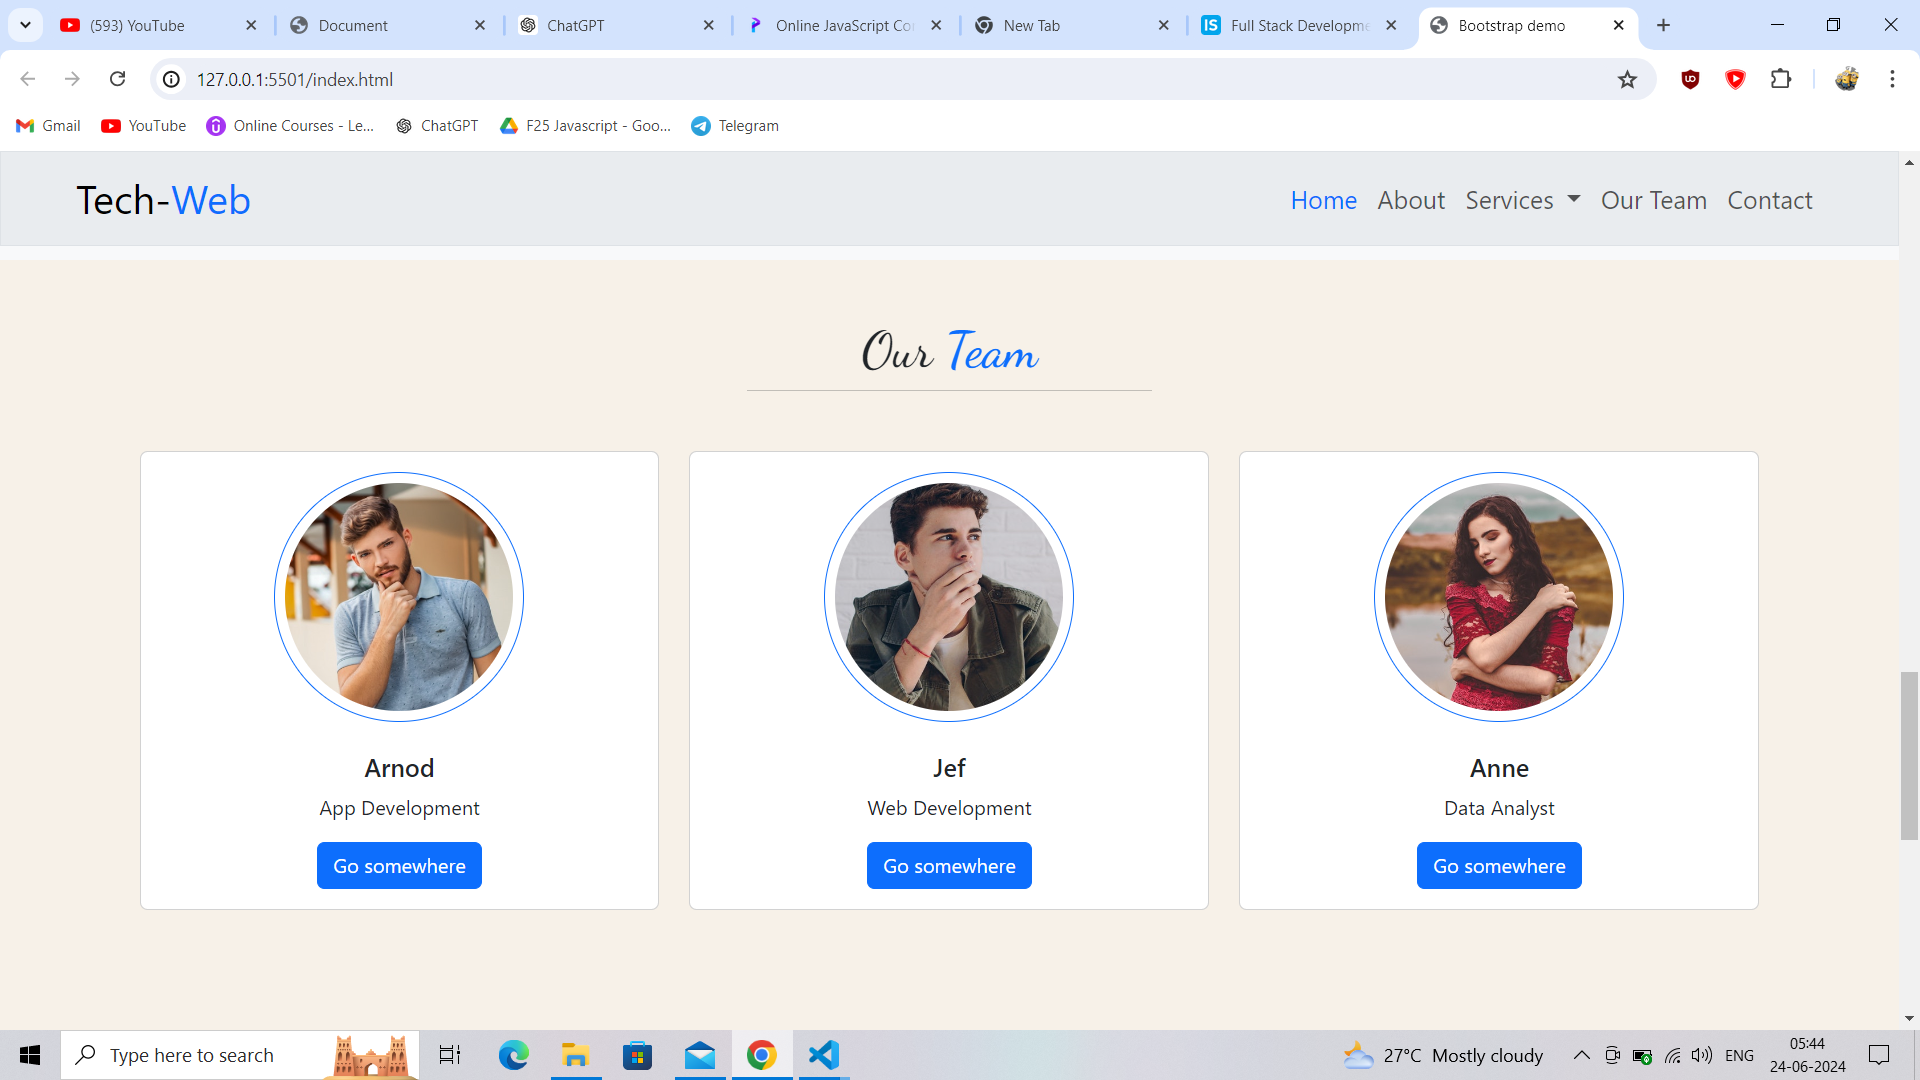 (593) YouTube
Document
ChatGPT
Online JavaScript Co
New Tab
Full Stack Developme
Bootstrap demo
127.0.0.1:5501/index.html
Gmail
YouTube
Online Courses - Le...
ChatGPT
F25 Javascript - Goo...
Telegram
Tech-Web
Home
About
Services
Our Team
Contact
Our Team
Arnod
App Development
Go somewhere
Jef
Web Development
Go somewhere
Anne
Data Analyst
Go somewhere
Type here to search
27°C Mostly cloudy
ENG
05:44
24-06-2024